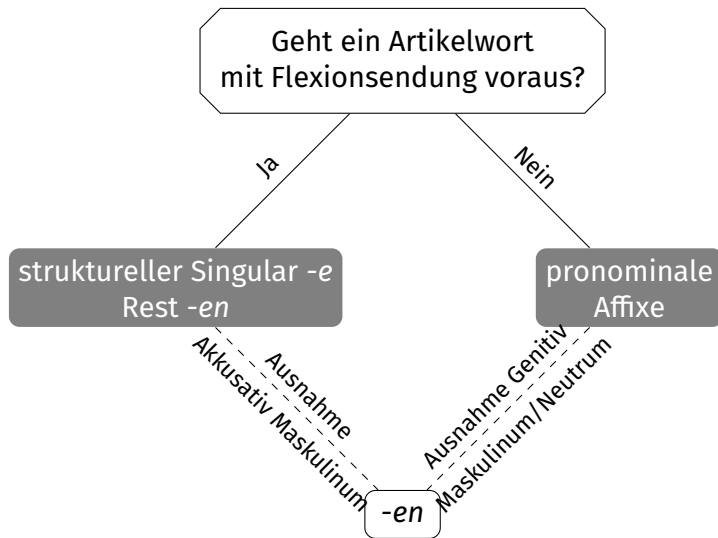 Geht ein Artikelwort
mit Flexionsendung voraus?
Ja
Nein
struktureller Singular -e
Rest -en
pronominale
Affixe
Ausnahme
Akkusativ Maskulinum
Ausnahme Genitiv
Maskulinum/Neutrum
-en